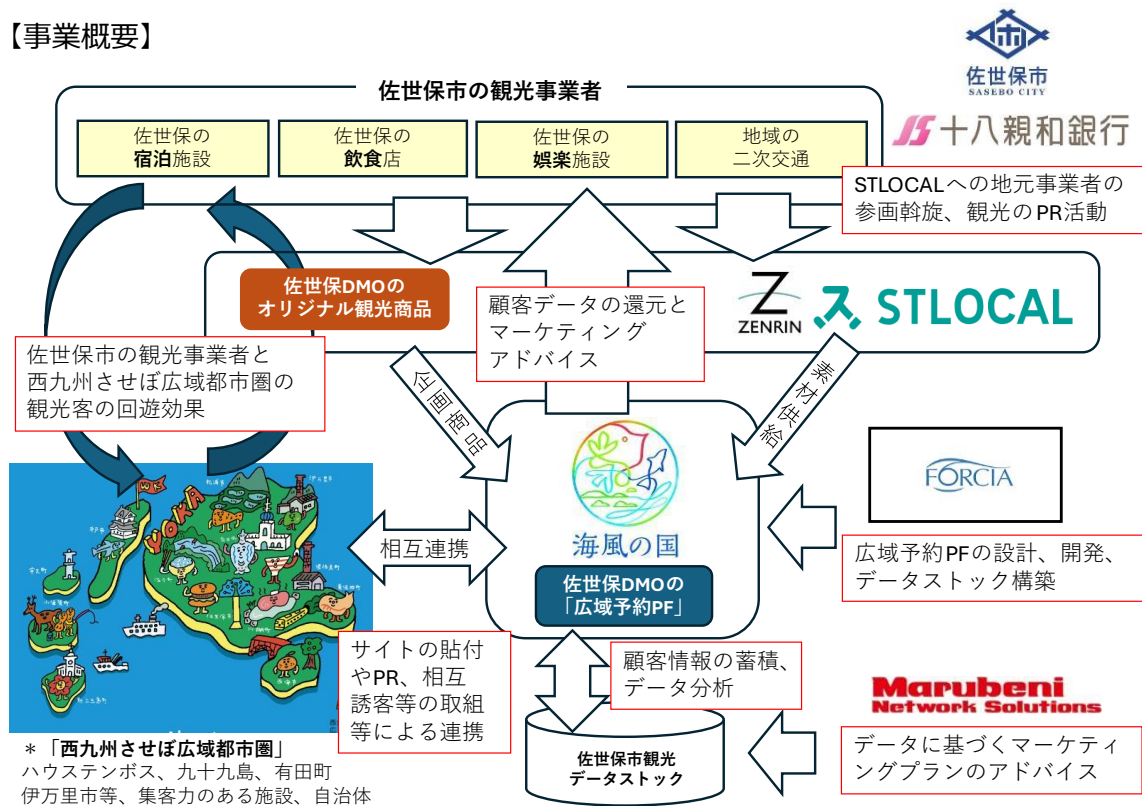 【事業概要】
佐世保市
SASEBO CITY
十八親和銀行
佐世保市の観光事業者
佐世保の
宿泊施設
佐世保の
飲食店
佐世保の
娯楽施設
地域の
二次交通
STLOCALへの地元事業者の
参画斡旋、観光のPR活動
佐世保DMOの
オリジナル観光商品
顧客データの還元と
マーケティング
アドバイス
ZENRIN
STLOCAL
佐世保市の観光事業者と
西九州させぼ広域都市圏の
観光客の回遊効果
企画商品
素材供給
海風の国
佐世保DMOの
「広域予約PF」
FORCIA
広域予約PFの設計、開発、
データストック構築
相互連携
YOKA
サイトの貼付
やPR、相互
誘客等の取組
等による連携
顧客情報の蓄積、
データ分析
佐世保市観光
データストック
Marubeni
Network Solutions
データに基づくマーケティ
ングプランのアドバイス
＊「西九州させぼ広域都市圏」
ハウステンボス、九十九島、有田町
伊万里市等、集客力のある施設、自治体